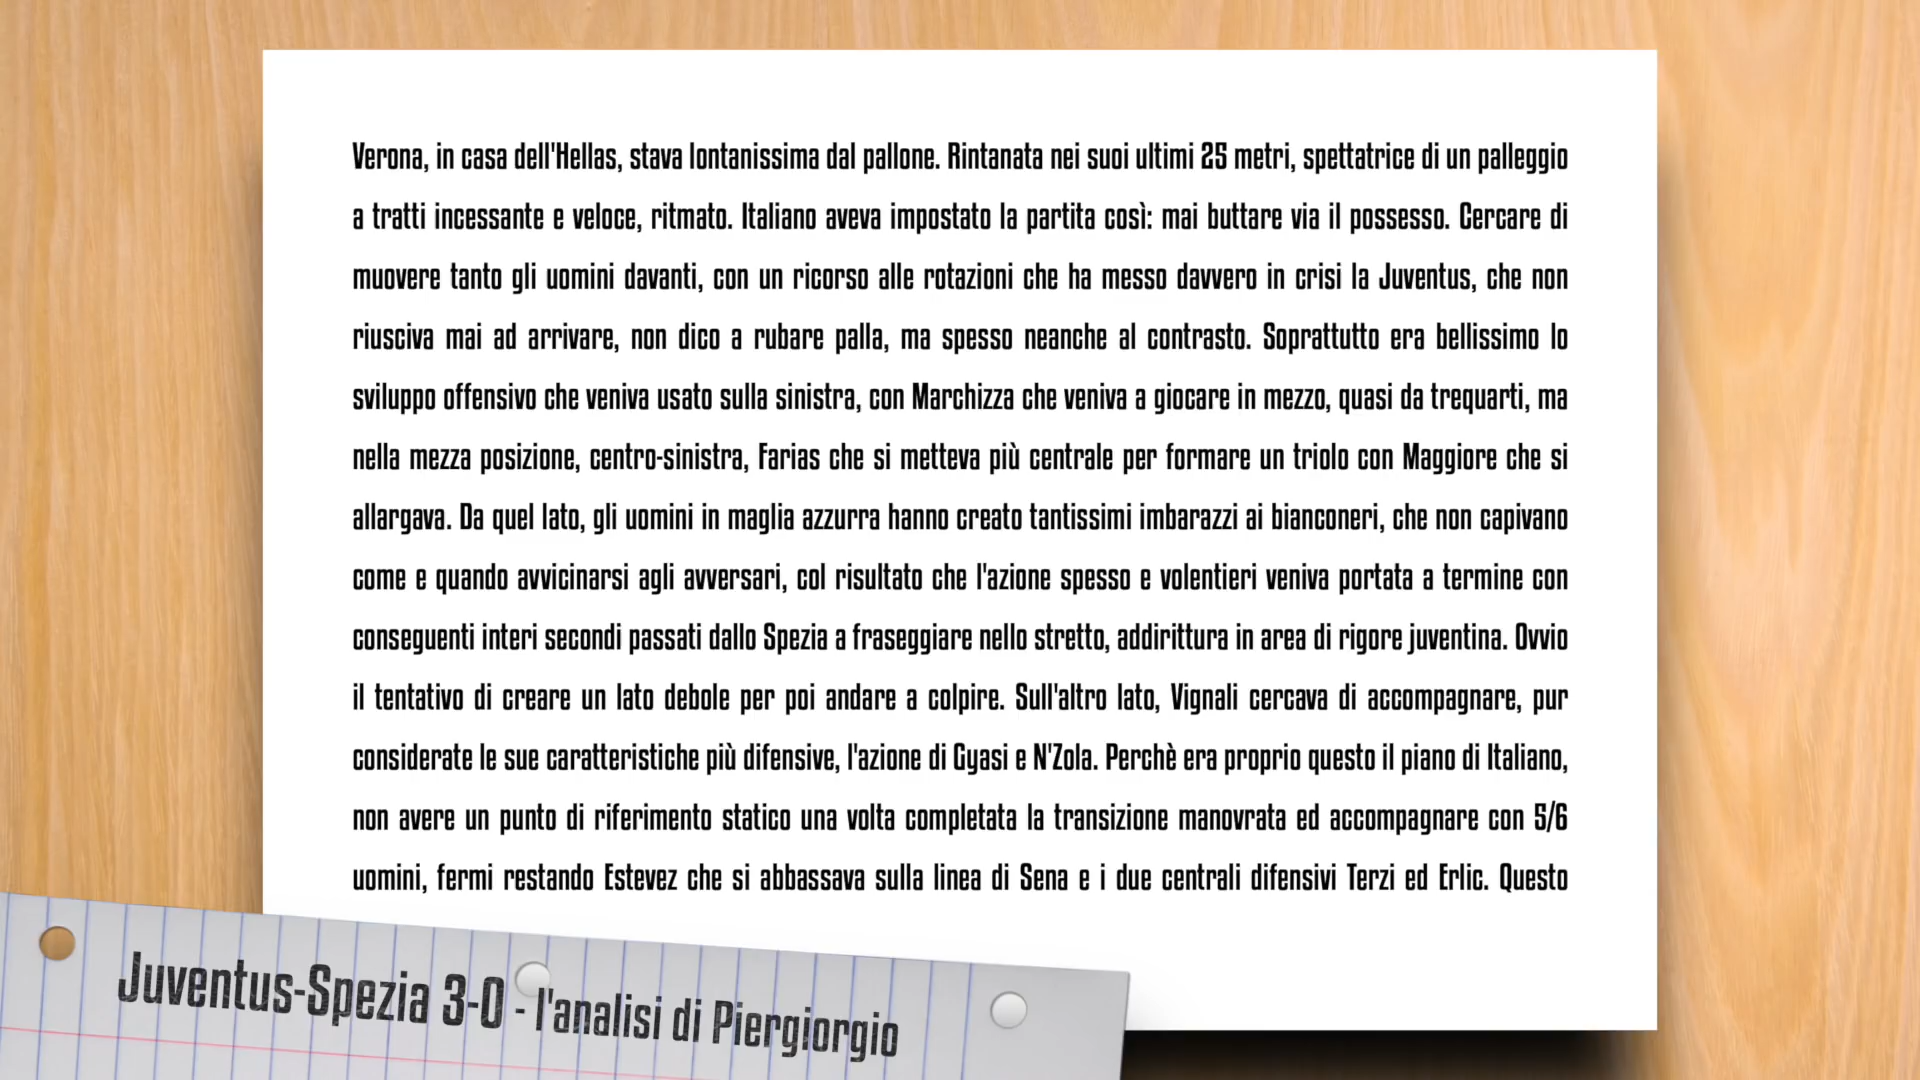 Verona, in casa dell'Hellas, stava lontanissima dal pallone. Rintanata nei suoi ultimi 25 metri, spettatrice di un palleggio
a tratti incessante e veloce, ritmato. Italiano aveva impostato la partita così: mai buttare via il possesso. Cercare di
muovere tanto gli uomini davanti, con un ricorso alle rotazioni che ha messo davvero in crisi la Juventus, che non
riusciva mai ad arrivare, non dico a rubare palla, ma spesso neanche al contrasto. Soprattutto era bellissimo lo
sviluppo offensivo che veniva usato sulla sinistra, con Marchizza che veniva a giocare in mezzo, quasi da trequarti, ma
nella mezza posizione, centro-sinistra, Farias che si metteva più centrale per formare un triolo con Maggiore che si
allargava. Da quel lato, gli uomini in maglia azzurra hanno creato tantissimi imbarazzi ai bianconeri, che non capivano
come e quando avvicinarsi agli avversari, col risultato che l'azione spesso e volentieri veniva portata a termine con
conseguenti interi secondi passati dallo Spezia a fraseggiare nello stretto, addirittura in area di rigore juventina. Ovvio
il tentativo di creare un lato debole per poi andare a colpire. Sull'altro lato, Vignali cercava di accompagnare, pur
considerate le sue caratteristiche più difensive, l'azione di Gyasi e N'Zola. Perchè era proprio questo il piano di Italiano,
non avere un punto di riferimento statico una volta completata la transizione manovrata ed accompagnare con 5/6
uomini, fermi restando Estevez che si abbassava sulla linea di Sena e i due centrali difensivi Terzi ed Erlic. Questo
Juventus-Spezia 3-0 - l'analisi di Piergiorgio